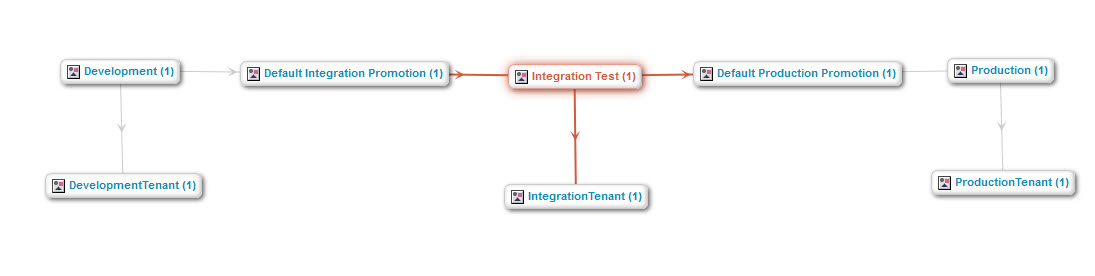 Development (1)
Default Integration Promotion (1)
Integration Test (1)
Default Production Promotion (1)
Production (1)
DevelopmentTenant (1)
IntegrationTenant (1)
ProductionTenant (1)